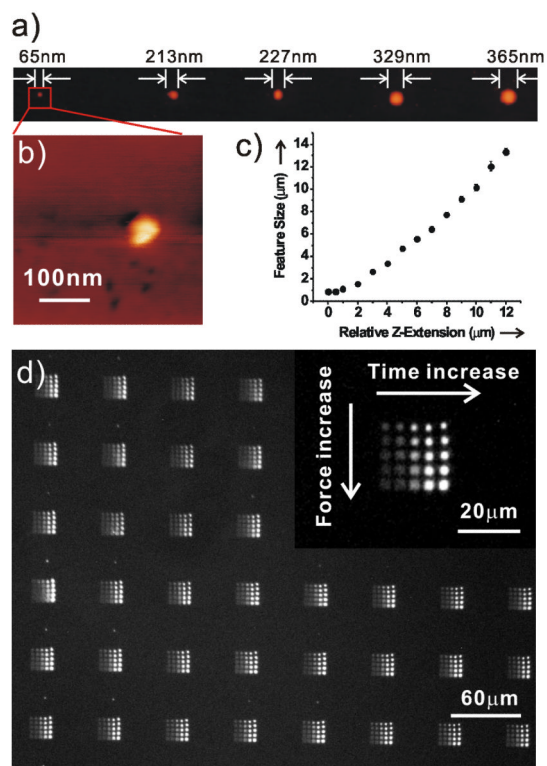 a)
65nm 213nm 227nm 329nm 365nm
b)
100nm
c)
Feature Size (μm)
14
12
10
8
6
4
2
0
0 2 4 6 8 10 12
Relative Z-Extension (μm)
d)
Time increase
Force increase
20μm
60μm